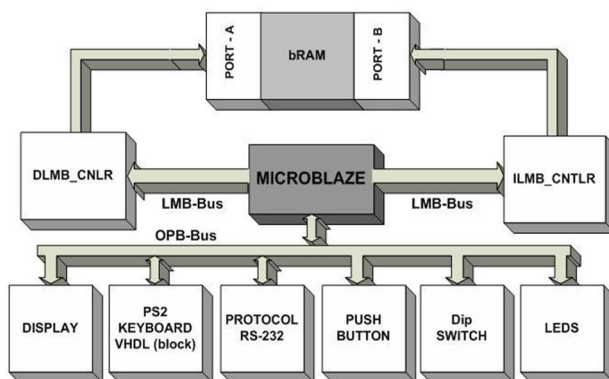 PORT - A
bRAM
PORT - B
DLMB_CNLR
MICROBLAZE
ILMB_CNTLR
LMB-Bus
LMB-Bus
OPB-Bus
DISPLAY
PS2
KEYBOARD
VHDL (block)
PROTOCOL
RS-232
PUSH
BUTTON
Dip
SWITCH
LEDS